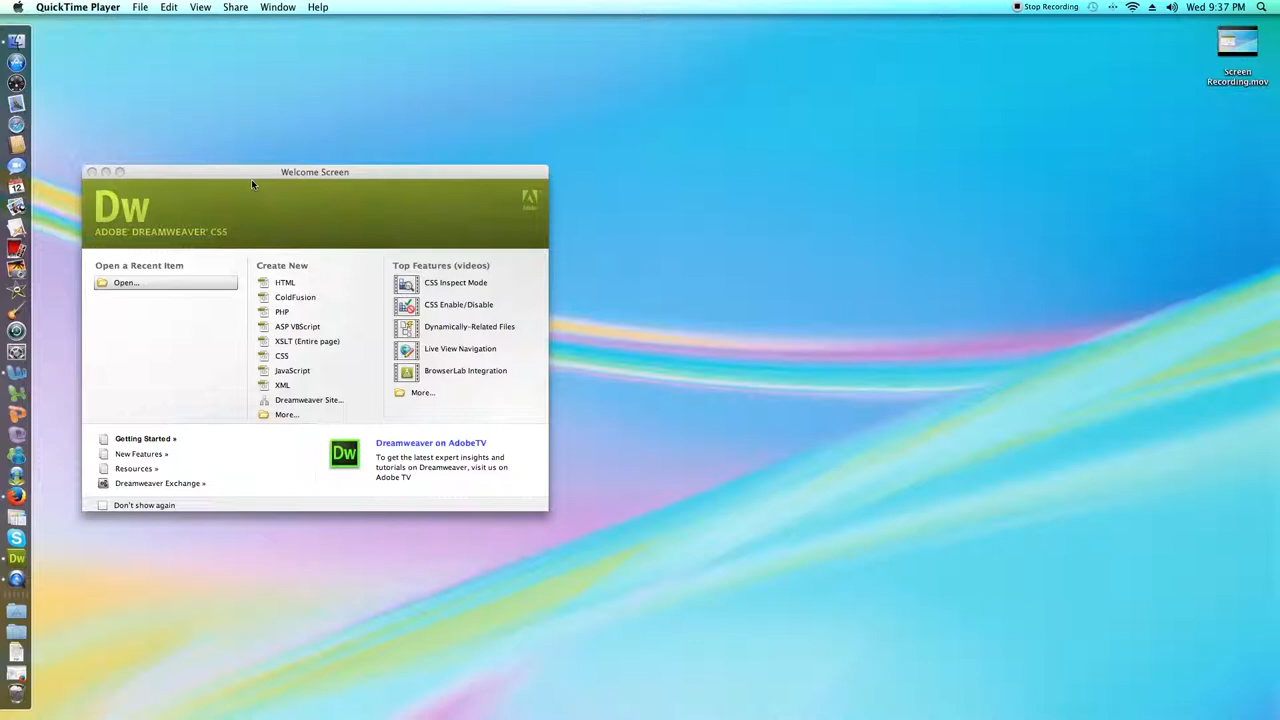 QuickTime Player File Edit View Share Window Help Stop Recording Wed 9:37 PM
Screen
Recording.mov
Welcome Screen
Dw
ADOBE® DREAMWEAVER® CS5
Adobe
Open a Recent Item
Open...
Create New
HTML
ColdFusion
PHP
ASP VBScript
XSLT (Entire page)
CSS
JavaScript
XML
Dreamweaver Site...
More...
Top Features (videos)
CSS Inspect Mode
CSS Enable/Disable
Dynamically-Related Files
Live View Navigation
BrowserLab Integration
More...
Getting Started »
New Features »
Resources »
Dreamweaver Exchange »
Dw
Dreamweaver on AdobeTV
To get the latest expert insights and
tutorials on Dreamweaver, visit us on
Adobe TV
Don't show again
12
Dw